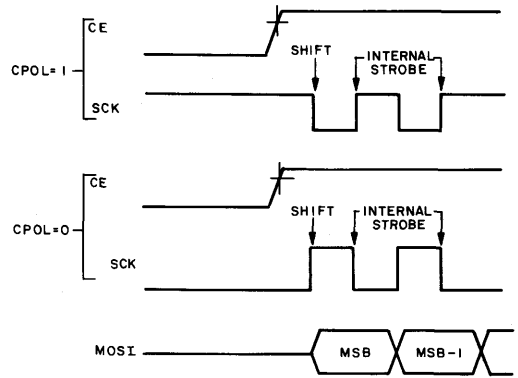 CE
SHIFT
INTERNAL
STROBE
CPOL=1
SCK
CE
SHIFT
INTERNAL
STROBE
CPOL=0
SCK
MOSI
MSB
MSB-1